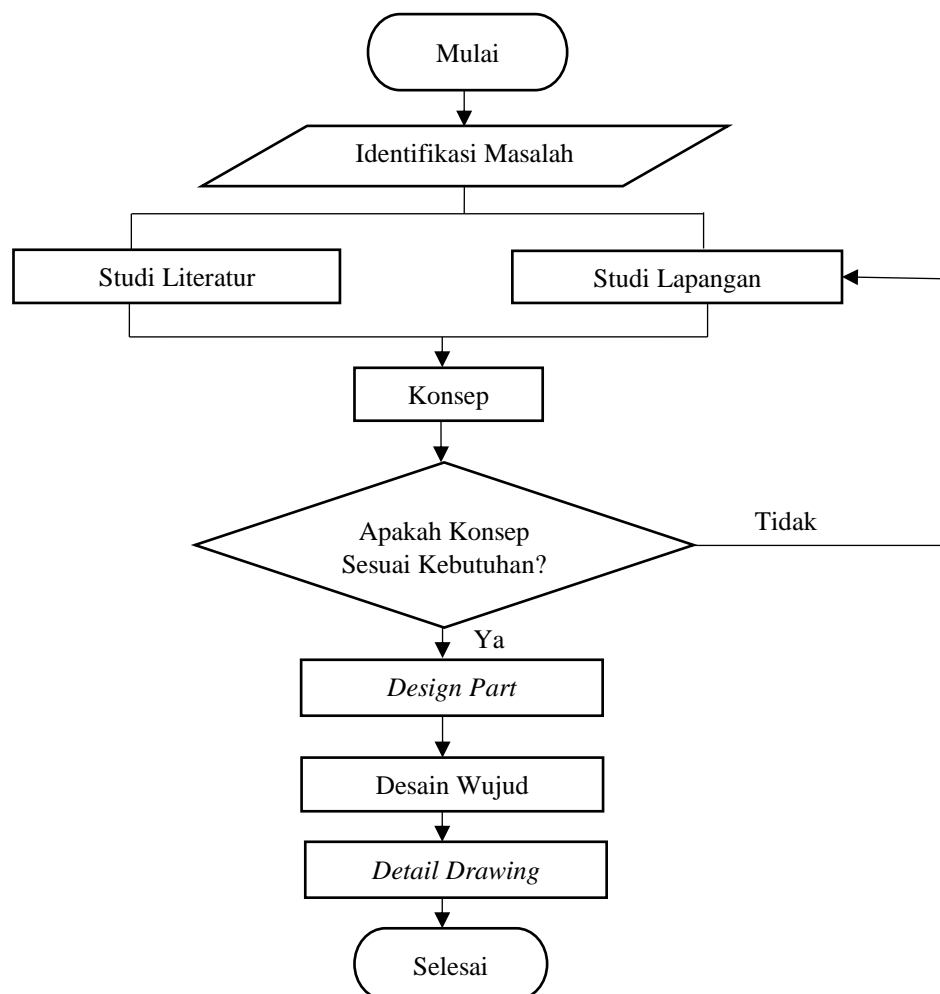 Mulai
Identifikasi Masalah
Studi Literatur
Studi Lapangan
Konsep
Apakah Konsep
Sesuai Kebutuhan?
Tidak
Ya
Design Part
Desain Wujud
Detail Drawing
Selesai